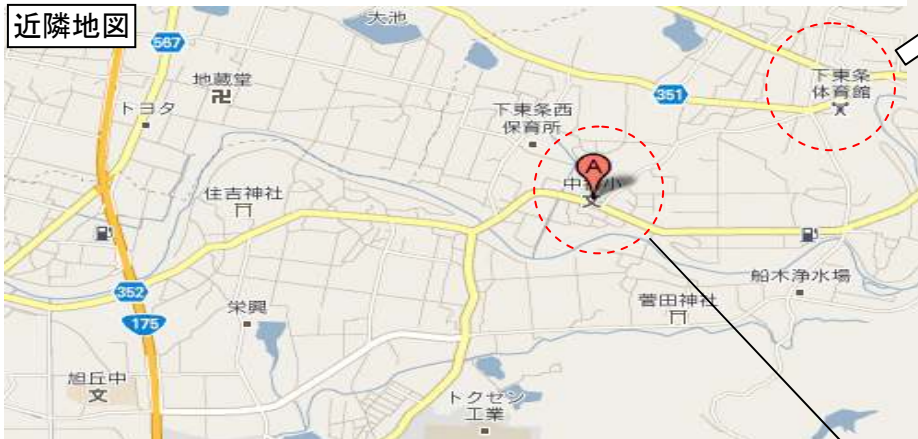 近隣地図
大池
567
地蔵堂
トヨタ
351
下東条
体育館
下東条西
保育所
A
住吉神社
352
175
栄興
船木浄水場
菅田神社
旭丘中
文
トクセン
工業